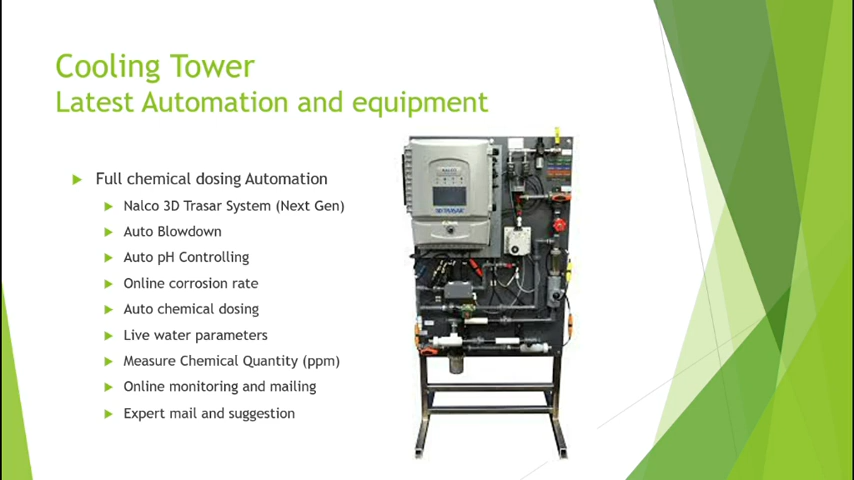 Cooling Tower
Latest Automation and equipment
Full chemical dosing Automation
Nalco 3D Trasar System (Next Gen)
Auto Blowdown
Auto pH Controlling
Online corrosion rate
Auto chemical dosing
Live water parameters
Measure Chemical Quantity (ppm)
Online monitoring and mailing
Expert mail and suggestion
3D TRASAR